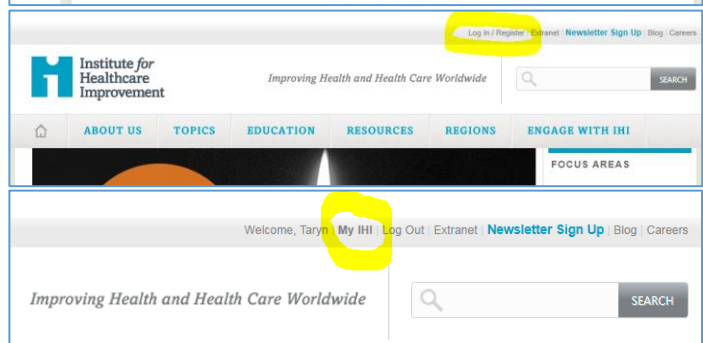 Log In / Register | Extranet | Newsletter Sign Up | Blog | Careers
Institute for
Healthcare
Improvement
Improving Health and Health Care Worldwide
SEARCH
ABOUT US TOPICS EDUCATION RESOURCES REGIONS ENGAGE WITH IHI
FOCUS AREAS
Welcome, Taryn | My IHI | Log Out | Extranet | Newsletter Sign Up | Blog | Careers
Improving Health and Health Care Worldwide
SEARCH